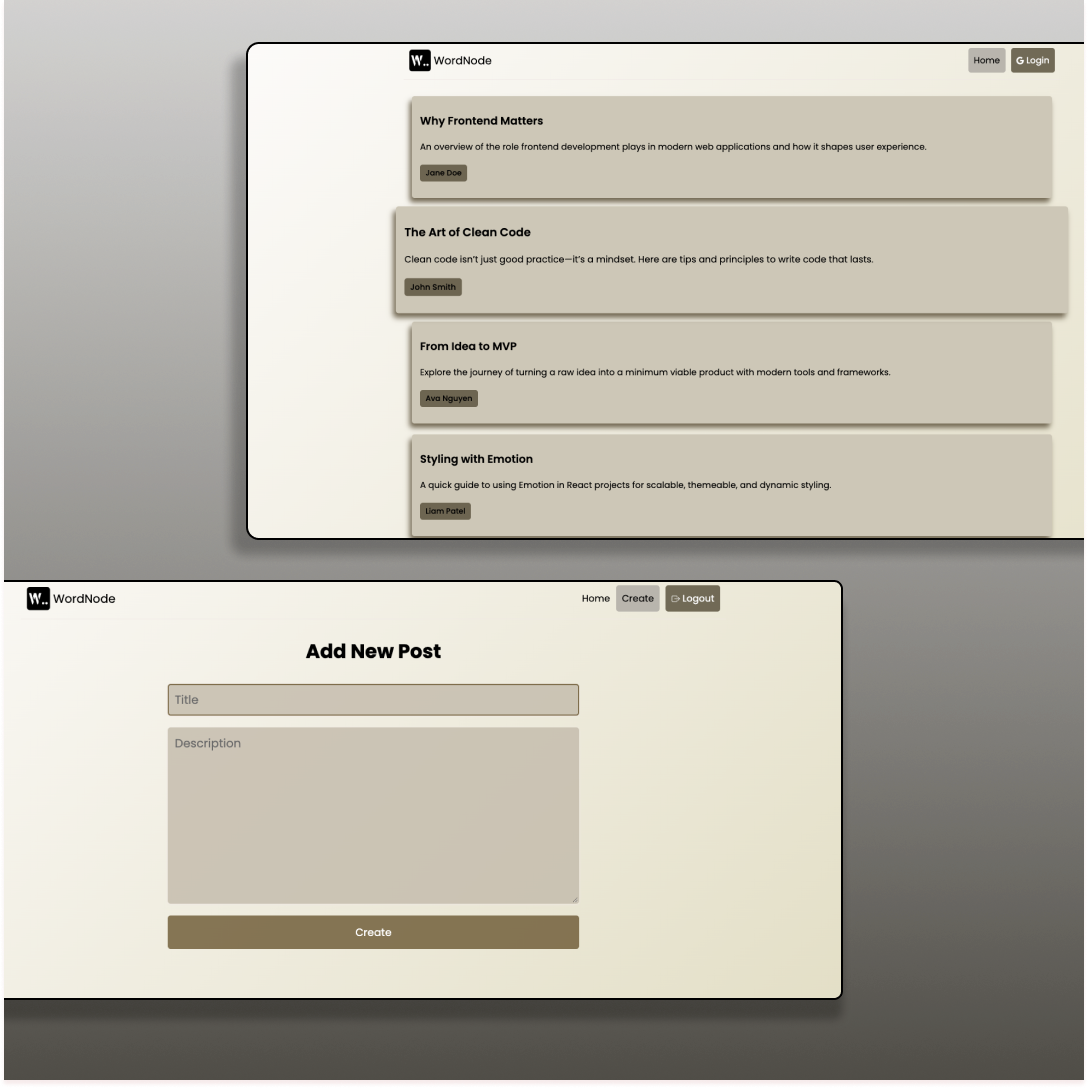 W.. WordNode
Home
G Login
Why Frontend Matters
An overview of the role frontend development plays in modern web applications and how it shapes user experience.
Jane Doe
The Art of Clean Code
Clean code isn't just good practice—it's a mindset. Here are tips and principles to write code that lasts.
John Smith
From Idea to MVP
Explore the journey of turning a raw idea into a minimum viable product with modern tools and frameworks.
Ava Nguyen
Styling with Emotion
A quick guide to using Emotion in React projects for scalable, themeable, and dynamic styling.
Liam Patel
W.. WordNode
Home
Create
Logout
Add New Post
Title
Description
Create